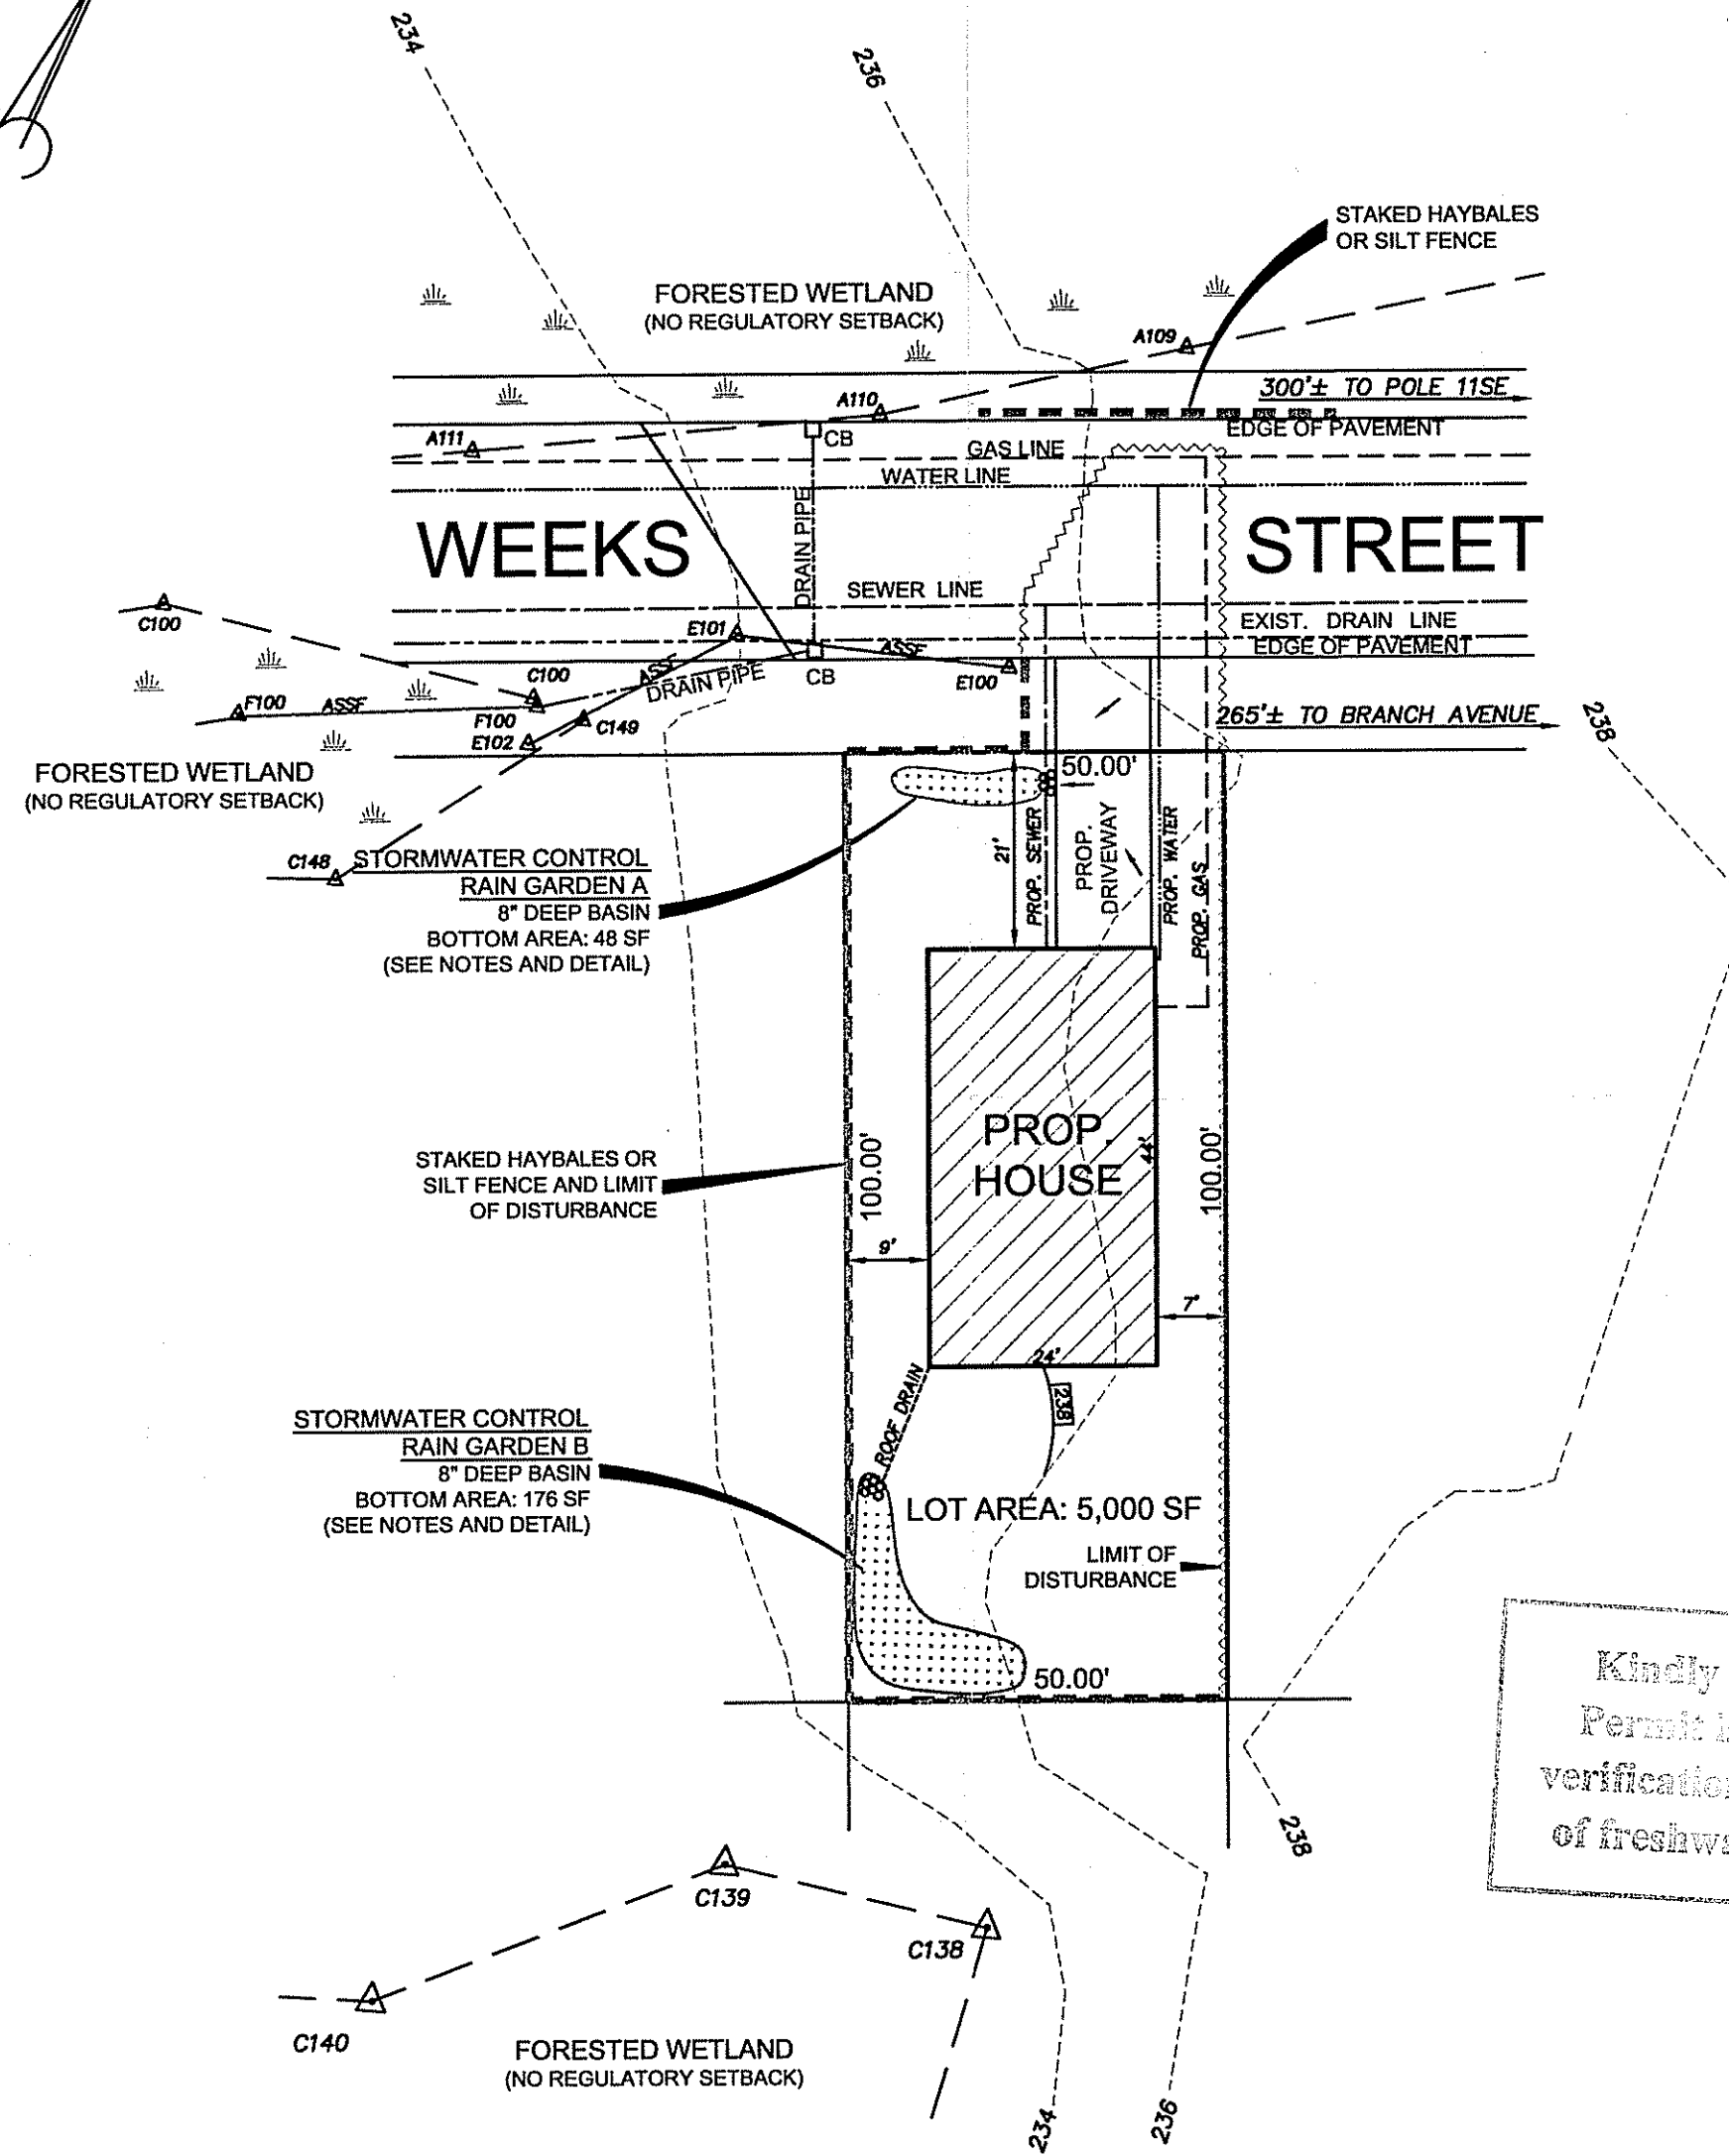 234
236
STAKED HAYBALES
OR SILT FENCE
FORESTED WETLAND
(NO REGULATORY SETBACK)
A109
300'± TO POLE 11SE
A110
EDGE OF PAVEMENT
CB
A111
GAS LINE
WATER LINE
WEEKS STREET
DRAIN PIPE
SEWER LINE
C100
EXIST. DRAIN LINE
EDGE OF PAVEMENT
E101
ASSF
ASSF
E100
C100
DRAIN PIPE
CB
F100
ASSF
F100
C149
E102
265'± TO BRANCH AVENUE
238
FORESTED WETLAND
(NO REGULATORY SETBACK)
50.00'
C148
STORMWATER CONTROL
RAIN GARDEN A
8" DEEP BASIN
BOTTOM AREA: 48 SF
(SEE NOTES AND DETAIL)
21'
PROP. SEWER
PROP.
DRIVEWAY
PROP. WATER
PROP. GAS
PROP.
HOUSE
44'
100.00'
100.00'
STAKED HAYBALES OR
SILT FENCE AND LIMIT
OF DISTURBANCE
9'
7'
24'
238
ROOF DRAIN
STORMWATER CONTROL
RAIN GARDEN B
8" DEEP BASIN
BOTTOM AREA: 176 SF
(SEE NOTES AND DETAIL)
LOT AREA: 5,000 SF
LIMIT OF
DISTURBANCE
50.00'
Kindly
Permit
verification
of freshwa
238
C139
C138
C140
FORESTED WETLAND
(NO REGULATORY SETBACK)
234
236